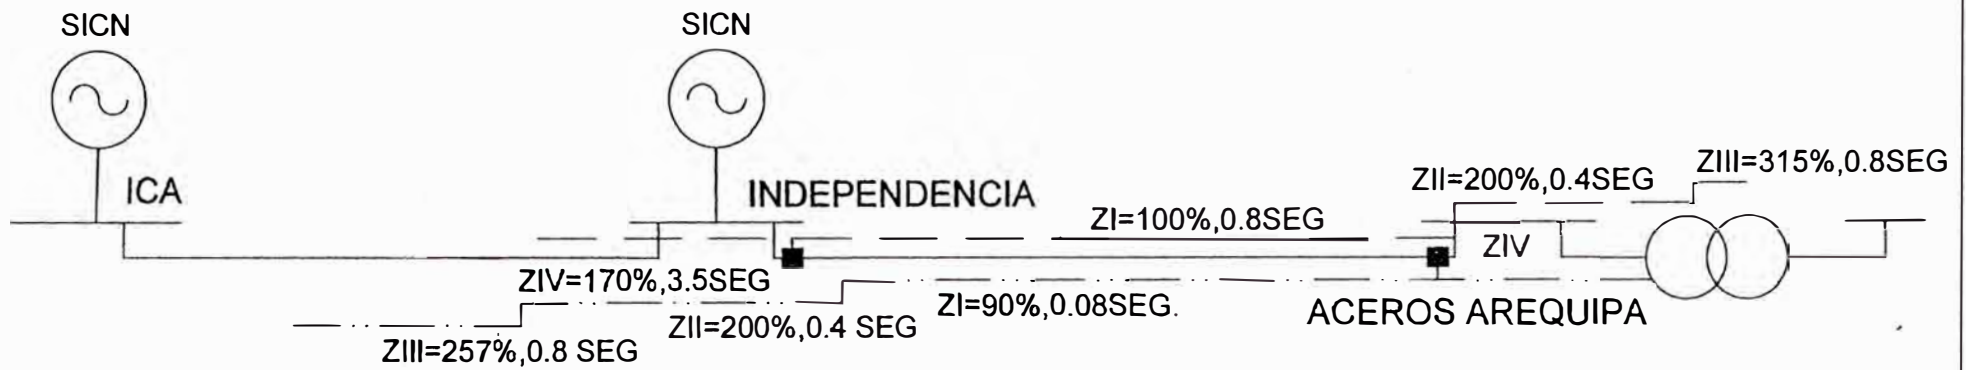 SICN
SICN
ICA
INDEPENDENCIA
ZI=100%,0.8SEG
ZII=200%,0.4SEG
ZIII=315%,0.8SEG
ZIV
ZIV=170%,3.5SEG
ZI=90%,0.08SEG.
ACEROS AREQUIPA
ZII=200%,0.4 SEG
ZIII=257%,0.8 SEG